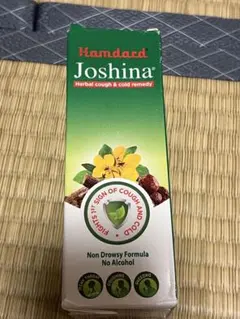 Hamdard
Joshina®
Herbal cough & cold remedy
FIGHTS 1st SIGN OF COUGH AND COLD
Non Drowsy Formula
No Alcohol